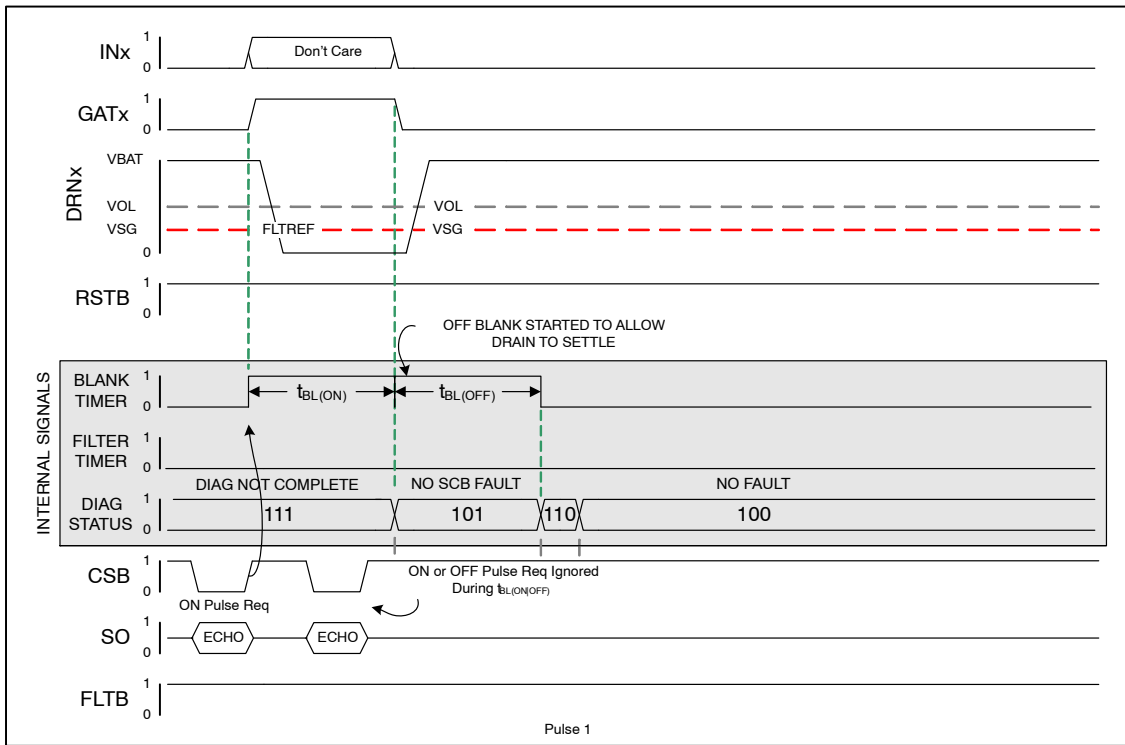 INx
1
0
Don't Care
GATx
1
0
DRNx
VBAT
VOL
VOL
VSG
FLTREF
VSG
0
RSTB
1
0
OFF BLANK STARTED TO ALLOW
DRAIN TO SETTLE
INTERNAL SIGNALS
BLANK
TIMER
1
0
tBL(ON)
tBL(OFF)
FILTER
TIMER
1
0
DIAG NOT COMPLETE
NO SCB FAULT
NO FAULT
DIAG
STATUS
1
0
111
101
110
100
CSB
1
0
ON Pulse Req
ON or OFF Pulse Req Ignored
During tBL(ON|OFF)
SO
1
0
ECHO
ECHO
FLTB
1
0
Pulse 1